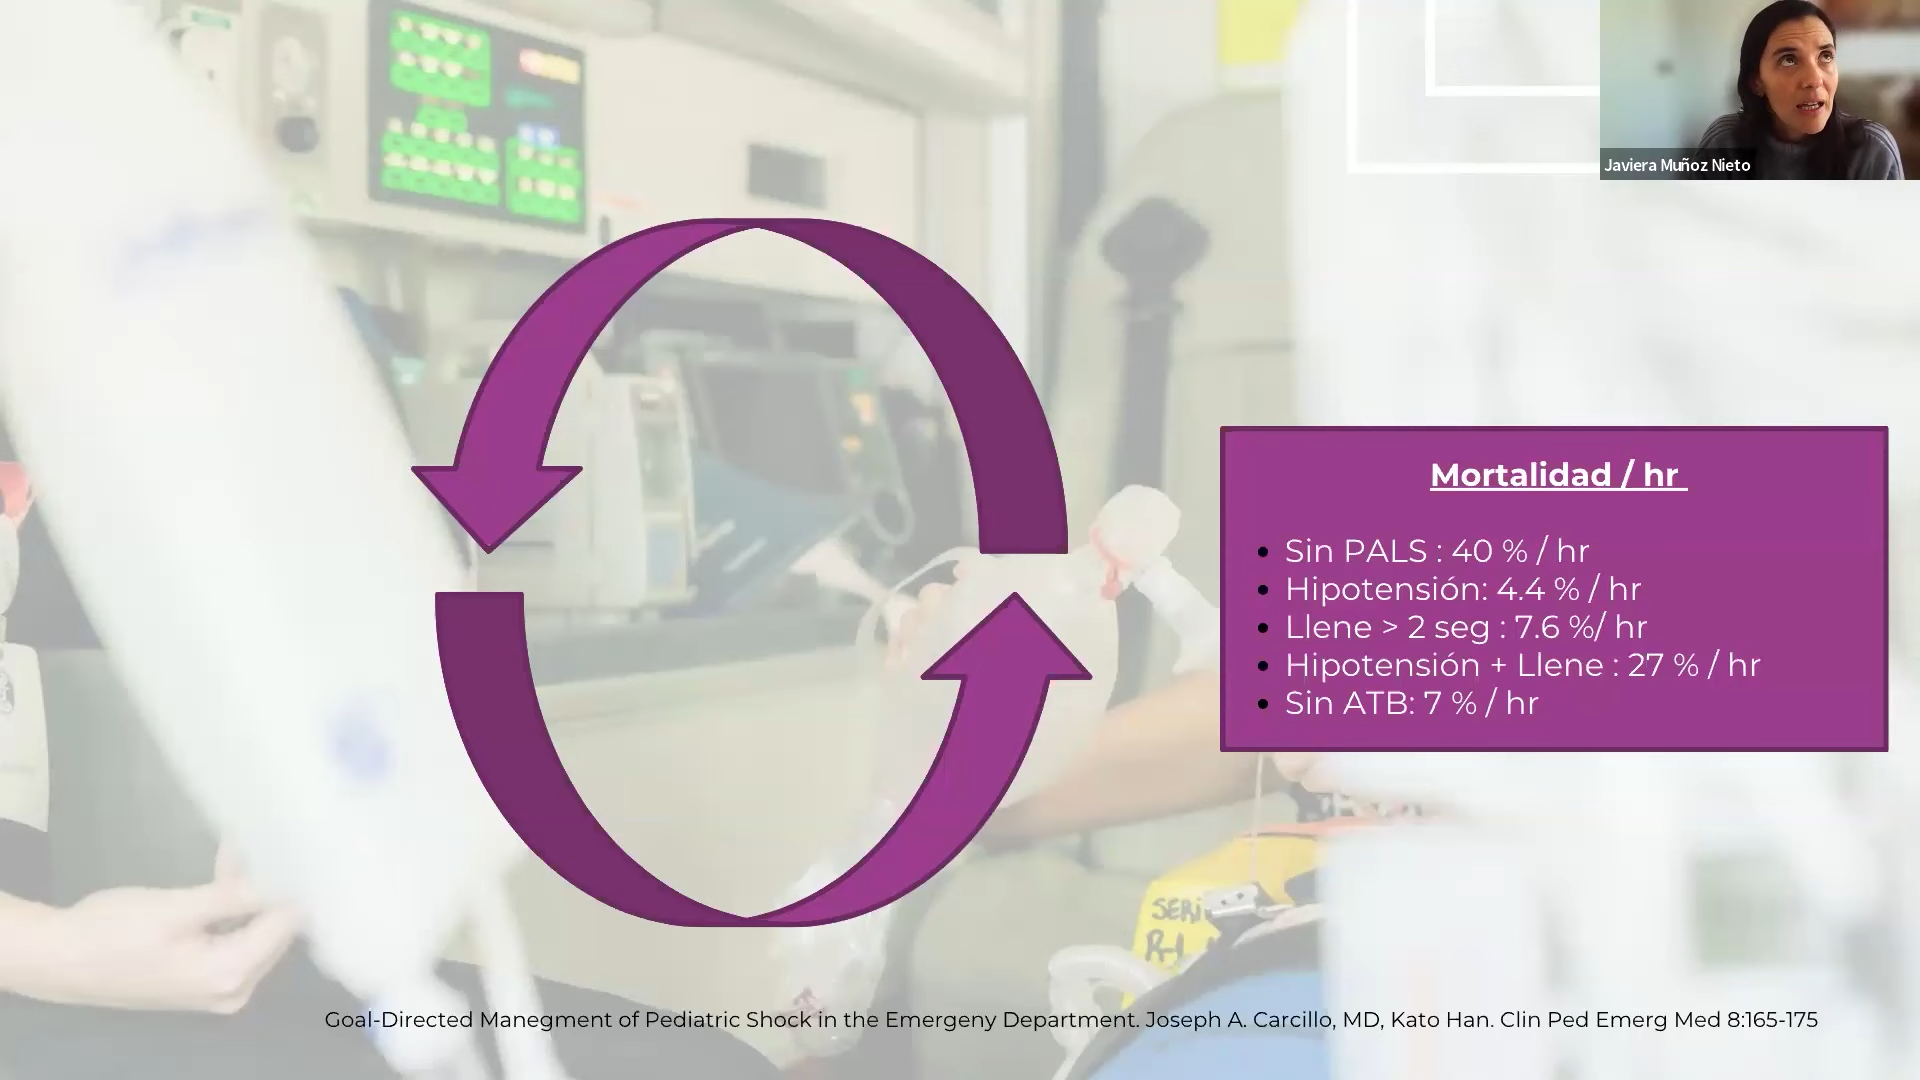 Javiera Muñoz Nieto
Mortalidad / hr
Sin PALS : 40 % / hr
Hipotensión: 4.4 % / hr
Llene > 2 seg : 7.6 %/ hr
Hipotensión + Llene : 27 % / hr
Sin ATB: 7 % / hr
SERi
Goal-Directed Manegment of Pediatric Shock in the Emergeny Department. Joseph A. Carcillo, MD, Kato Han. Clin Ped Emerg Med 8:165-175